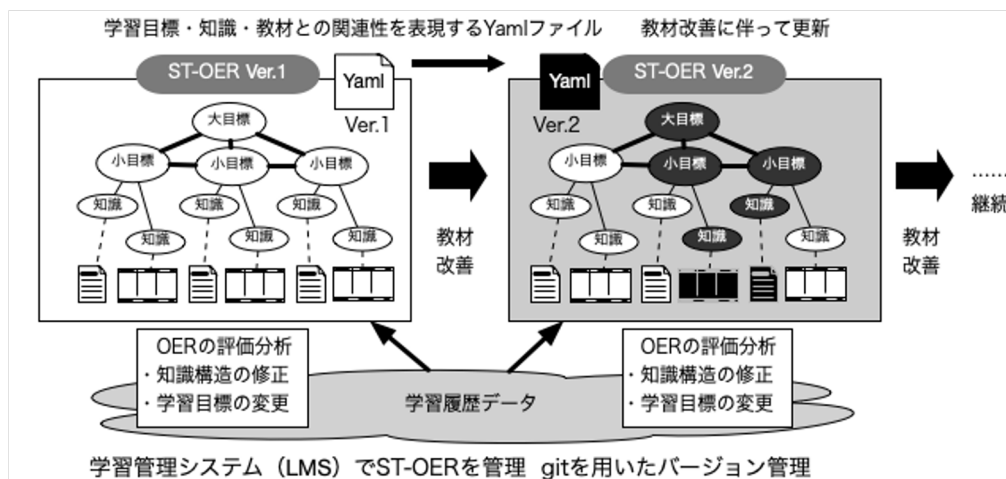 学習目標・知識・教材との関連性を表現するYamlファイル
教材改善に伴って更新
ST-OER Ver.1
Yaml
Ver.1
大目標
小目標
小目標
小目標
知識
知識
知識
知識
知識
知識
教材
改善
Yaml
ST-OER Ver.2
Ver.2
大目標
小目標
小目標
小目標
知識
知識
知識
知識
知識
知識
教材
改善
……
継続
OERの評価分析
・知識構造の修正
・学習目標の変更
学習履歴データ
OERの評価分析
・知識構造の修正
・学習目標の変更
学習管理システム（LMS）でST-OERを管理 gitを用いたバージョン管理